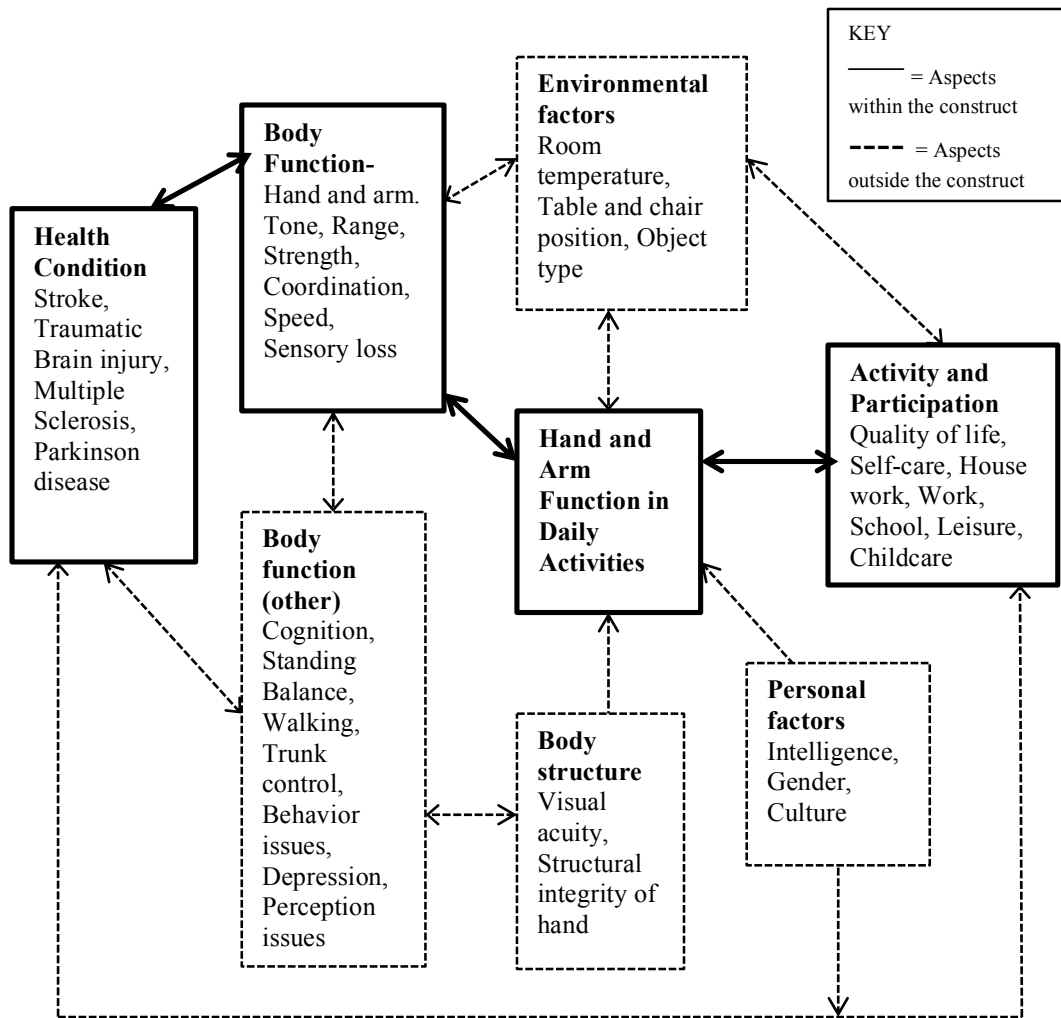 KEY
= Aspects
within the construct
= Aspects
outside the construct
Environmental
factors
Room
temperature,
Table and chair
position, Object
type
Body
Function-
Hand and arm.
Tone, Range,
Strength,
Coordination,
Speed,
Sensory loss
Health
Condition
Stroke,
Traumatic
Brain injury,
Multiple
Sclerosis,
Parkinson
disease
Activity and
Participation
Quality of life,
Self-care, House
work, Work,
School, Leisure,
Childcare
Hand and
Arm
Function in
Daily
Activities
Body
function
(other)
Cognition,
Standing
Balance,
Walking,
Trunk
control,
Behavior
issues,
Depression,
Perception
issues
Body
structure
Visual
acuity,
Structural
integrity of
hand
Personal
factors
Intelligence,
Gender,
Culture